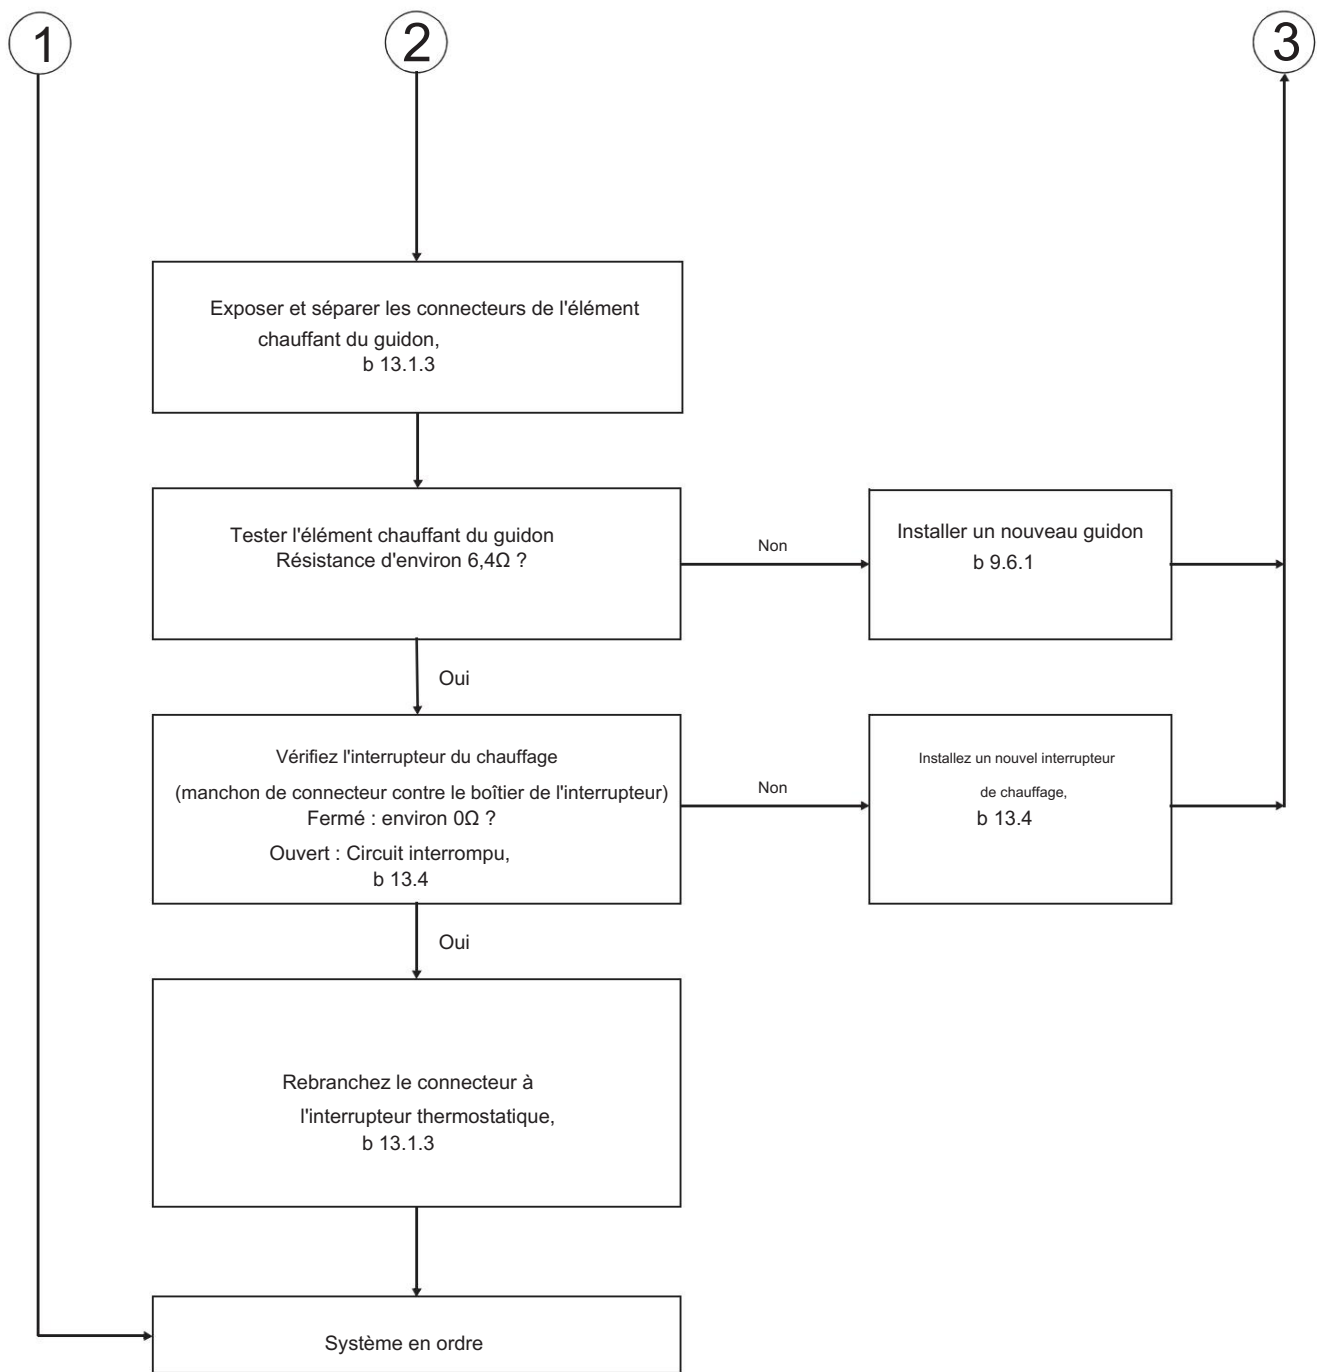 1
2
3
Exposer et séparer les connecteurs de l'élément
chauffant du guidon,
b 13.1.3
Tester l'élément chauffant du guidon
Résistance d'environ 6,4Ω ?
Non
Installer un nouveau guidon
b 9.6.1
Oui
Vérifiez l'interrupteur du chauffage
(manchon de connecteur contre le boîtier de l'interrupteur)
Fermé : environ 0Ω ?
Ouvert : Circuit interrompu,
b 13.4
Non
Installez un nouvel interrupteur
de chauffage,
b 13.4
Oui
Rebranchez le connecteur à
l'interrupteur thermostatique,
b 13.1.3
Système en ordre